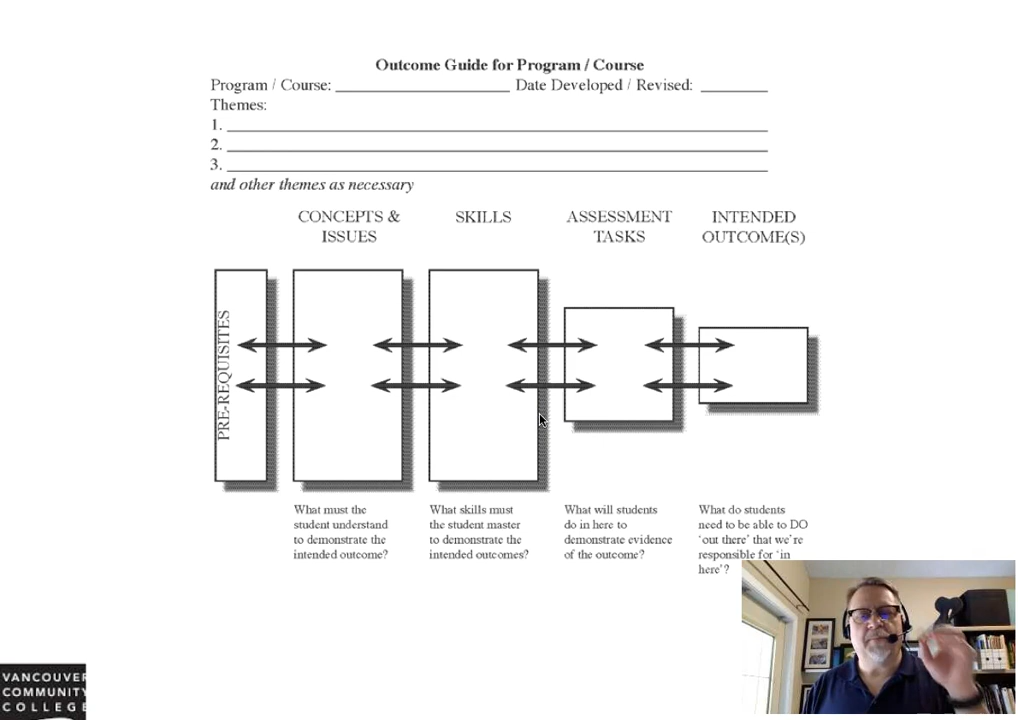 Outcome Guide for Program / Course
Program / Course: ____________________ Date Developed / Revised: ________
Themes:
1. ____________________
2. ____________________
3. ____________________
and other themes as necessary
CONCEPTS &
ISSUES
SKILLS
ASSESSMENT
TASKS
INTENDED
OUTCOME(S)
PRE-REQUISITES
What must the
student understand
to demonstrate the
intended outcome?
What skills must
the student master
to demonstrate the
intended outcomes?
What will students
do in here to
demonstrate evidence
of the outcome?
What do students
need to be able to DO
'out there' that we're
responsible for 'in
here'?
VANCOUVER
COMMUNITY
COLLEGE